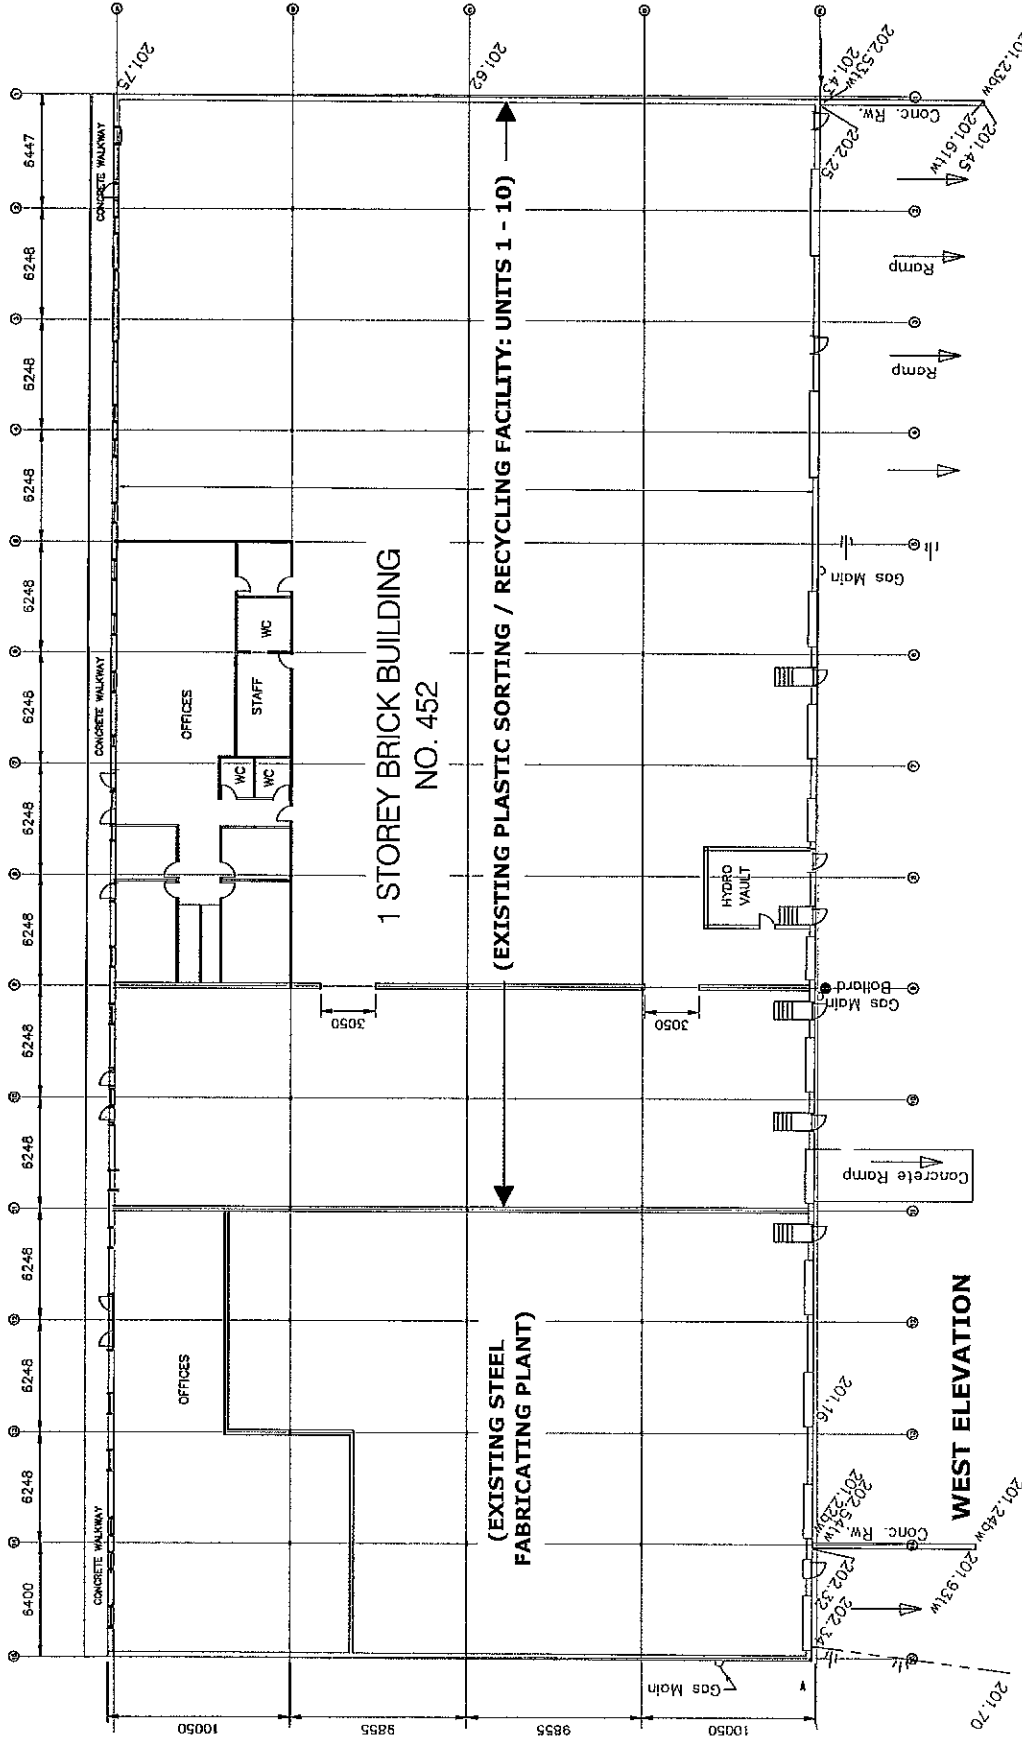 201.75
201.62
202.53tw
201.43
201.23bw
6447
6248
6248
6248
6248
6248
6248
6248
6248
6248
6248
6248
6248
6400
CONCRETE WALKWAY
CONCRETE WALKWAY
CONCRETE WALKWAY
Conc. Rw.
202.25
201.61tw
201.45
Ramp
Ramp
Gas Main
OFFICES
WC
STAFF
WC
WC
1 STOREY BRICK BUILDING
NO. 452
(EXISTING PLASTIC SORTING / RECYCLING FACILITY: UNITS 1 - 10)
HYDRO
VAULT
3050
3050
Bollard
Gas Main
Concrete Ramp
OFFICES
(EXISTING STEEL
FABRICATING PLANT)
WEST ELEVATION
201.16
202.54tw
201.22bw
Conc. Rw.
202.32
202.34
201.24bw
201.93tw
201.70
Gas Main
10050
9855
9855
10050